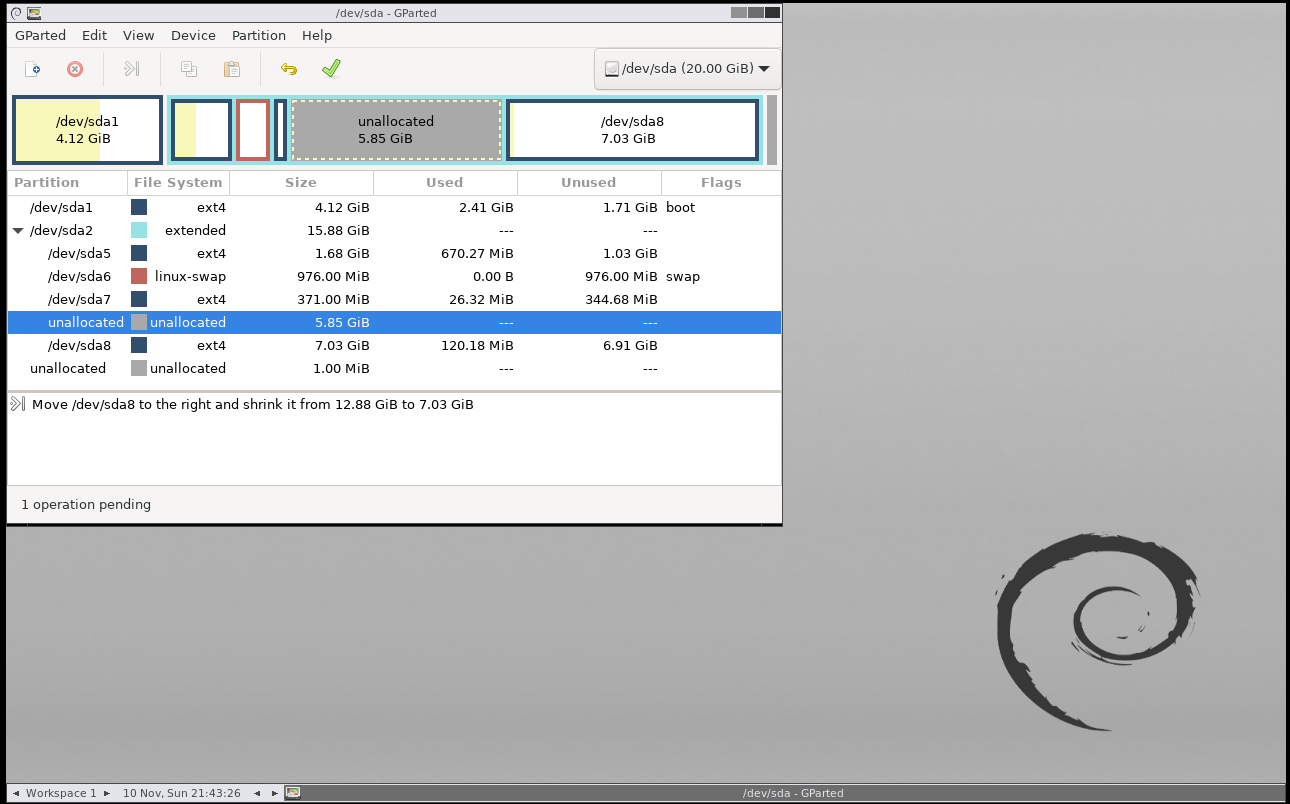 /dev/sda - GParted
GParted Edit View Device Partition Help
/dev/sda (20.00 GiB)
/dev/sda1
4.12 GiB
unallocated
5.85 GiB
/dev/sda8
7.03 GiB
Partition File System Size Used Unused Flags
/dev/sda1 ext4 4.12 GiB 2.41 GiB 1.71 GiB boot
/dev/sda2 extended 15.88 GiB --- ---
/dev/sda5 ext4 1.68 GiB 670.27 MiB 1.03 GiB
/dev/sda6 linux-swap 976.00 MiB 0.00 B 976.00 MiB swap
/dev/sda7 ext4 371.00 MiB 26.32 MiB 344.68 MiB
unallocated unallocated 5.85 GiB --- ---
/dev/sda8 ext4 7.03 GiB 120.18 MiB 6.91 GiB
unallocated unallocated 1.00 MiB --- ---
Move /dev/sda8 to the right and shrink it from 12.88 GiB to 7.03 GiB
1 operation pending
Workspace 1 10 Nov, Sun 21:43:26 /dev/sda - GParted